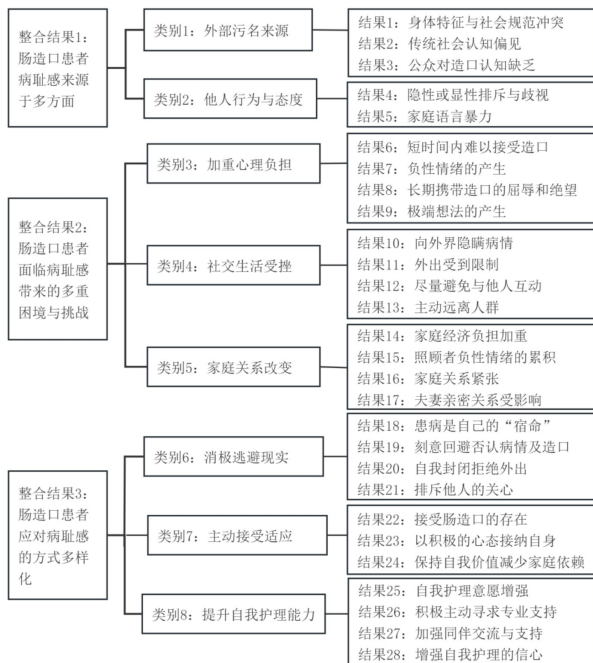 整合结果1：
肠造口患者
病耻感来源
于多方面
类别1：外部污名来源
结果1：身体特征与社会规范冲突
结果2：传统社会认知偏见
结果3：公众对造口认知缺乏
类别2：他人行为与态度
结果4：隐性或显性排斥与歧视
结果5：家庭语言暴力
整合结果2：
肠造口患者
面临病耻感
带来的多重
困境与挑战
类别3：加重心理负担
结果6：短时间内难以接受造口
结果7：负性情绪的产生
结果8：长期携带造口的屈辱和绝望
结果9：极端想法的产生
类别4：社交生活受挫
结果10：向外界隐瞒病情
结果11：外出受到限制
结果12：尽量避免与他人互动
结果13：主动远离人群
类别5：家庭关系改变
结果14：家庭经济负担加重
结果15：照顾者负性情绪的累积
结果16：家庭关系紧张
结果17：夫妻亲密关系受影响
整合结果3：
肠造口患者
应对病耻感
的方式多样
化
类别6：消极逃避现实
结果18：患病是自己的“宿命”
结果19：刻意回避否认病情及造口
结果20：自我封闭拒绝外出
结果21：排斥他人的关心
类别7：主动接受适应
结果22：接受肠造口的存在
结果23：以积极的心态接纳自身
结果24：保持自我价值减少家庭依赖
类别8：提升自我护理能力
结果25：自我护理意愿增强
结果26：积极主动寻求专业支持
结果27：加强同伴交流与支持
结果28：增强自我护理的信心